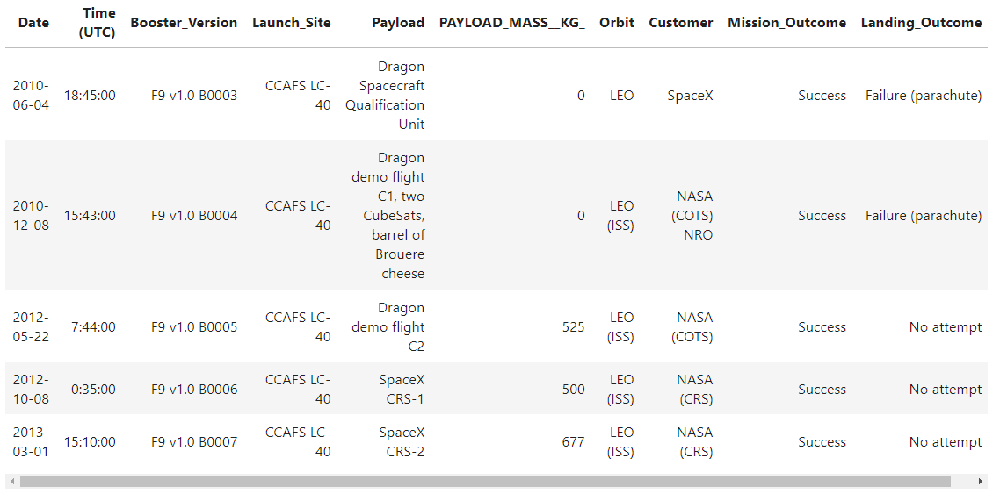 Date Time (UTC) Booster_Version Launch_Site Payload PAYLOAD_MASS__KG_ Orbit Customer Mission_Outcome Landing_Outcome
2010-06-04 18:45:00 F9 v1.0 B0003 CCAFS LC-40 Dragon Spacecraft Qualification Unit 0 LEO SpaceX Success Failure (parachute)
2010-12-08 15:43:00 F9 v1.0 B0004 CCAFS LC-40 Dragon demo flight C1, two CubeSats, barrel of Brouere cheese 0 LEO (ISS) NASA (COTS) NRO Success Failure (parachute)
2012-05-22 7:44:00 F9 v1.0 B0005 CCAFS LC-40 Dragon demo flight C2 525 LEO (ISS) NASA (COTS) Success No attempt
2012-10-08 0:35:00 F9 v1.0 B0006 CCAFS LC-40 SpaceX CRS-1 500 LEO (ISS) NASA (CRS) Success No attempt
2013-03-01 15:10:00 F9 v1.0 B0007 CCAFS LC-40 SpaceX CRS-2 677 LEO (ISS) NASA (CRS) Success No attempt